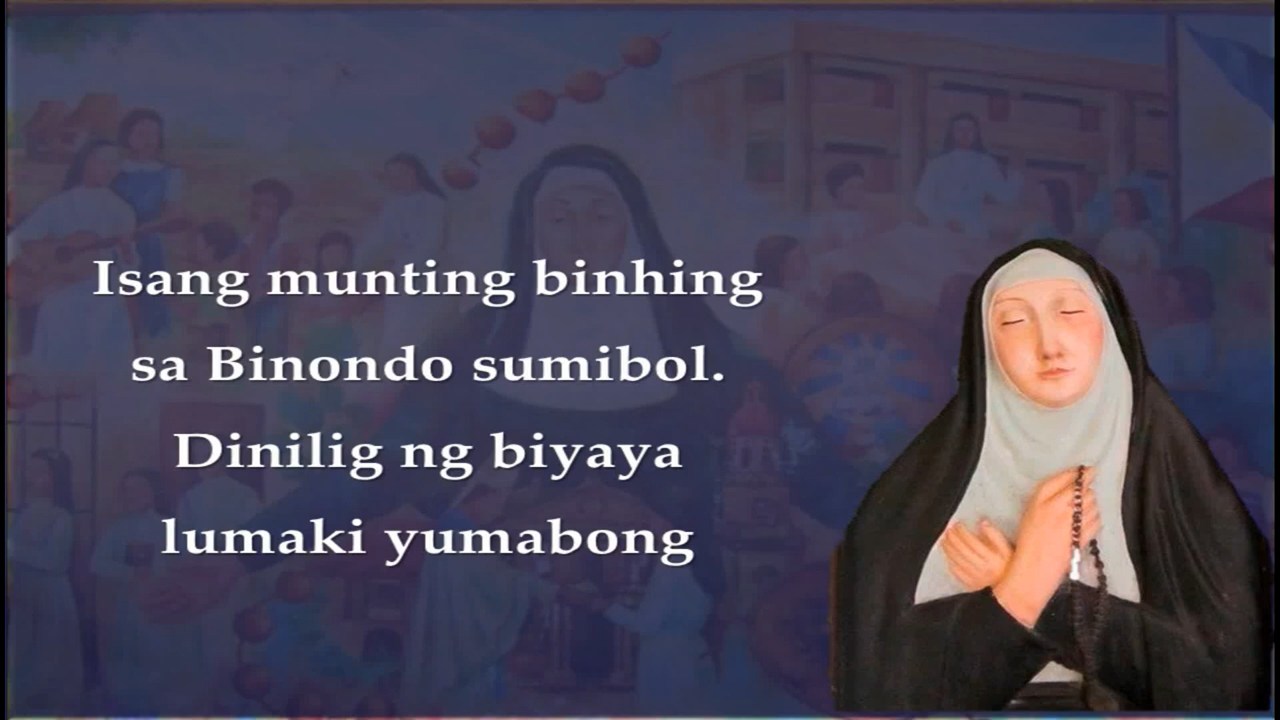 Isang munting binhing
sa Binondo sumibol.
Dinilig ng biyaya
lumaki yumabong